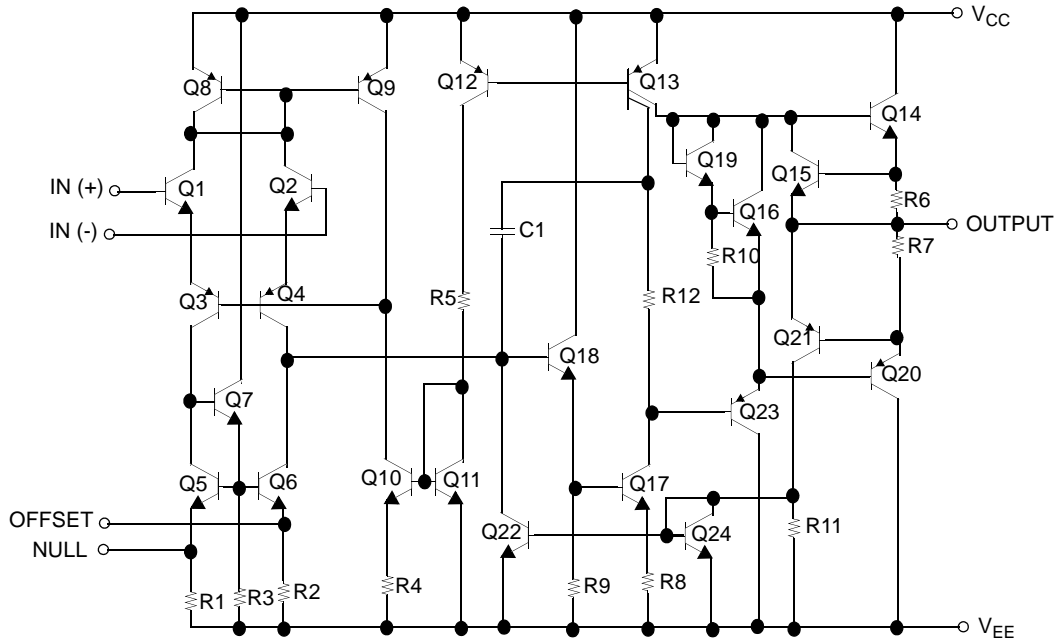 V_CC
Q8
Q9
Q12
Q13
Q14
Q19
Q15
IN (+)
Q1
Q2
R6
Q16
OUTPUT
IN (-)
C1
R7
R10
Q3
Q4
R5
R12
Q21
Q18
Q20
Q7
Q23
Q5
Q6
Q10
Q11
Q17
OFFSET
Q22
Q24
R11
NULL
R1
R3
R2
R4
R9
R8
V_EE